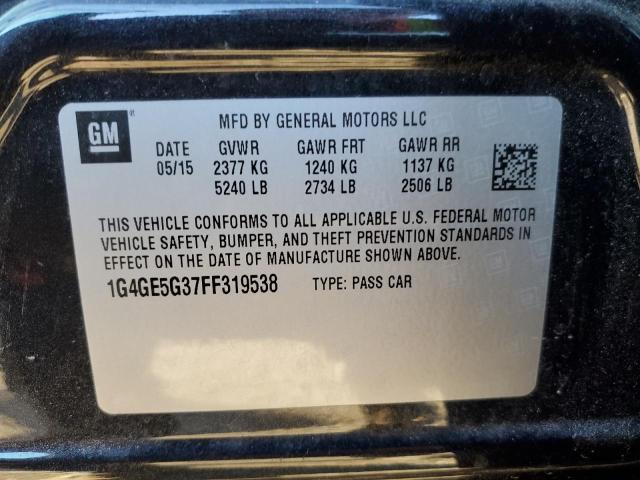 GM
MFD BY GENERAL MOTORS LLC
DATE GVWR GAWR FRT GAWR RR
05/15 2377 KG 1240 KG 1137 KG
5240 LB 2734 LB 2506 LB
THIS VEHICLE CONFORMS TO ALL APPLICABLE U.S. FEDERAL MOTOR
VEHICLE SAFETY, BUMPER, AND THEFT PREVENTION STANDARDS IN
EFFECT ON THE DATE OF MANUFACTURE SHOWN ABOVE.
1G4GE5G37FF319538 TYPE: PASS CAR